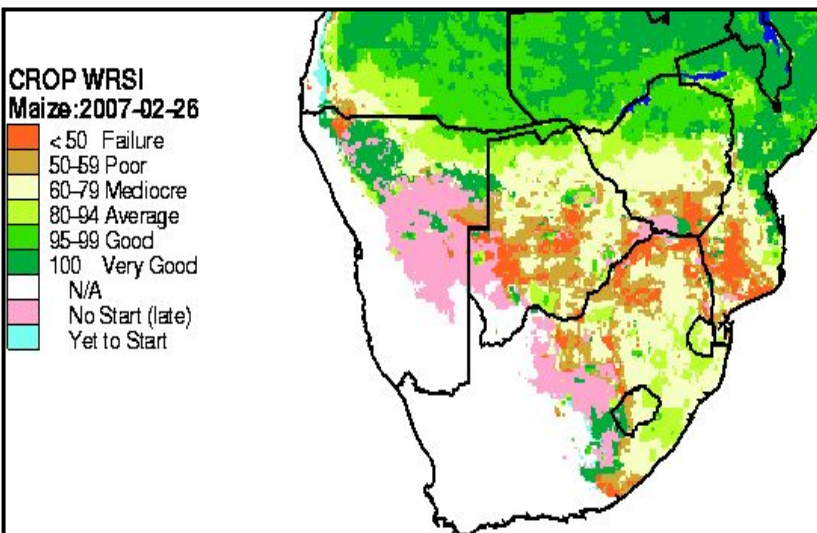 CROP WRSI
Maize:2007-02-26
< 50 Failure
50-59 Poor
60-79 Mediocre
80-94 Average
95-99 Good
100 Very Good
N/A
No Start (late)
Yet to Start